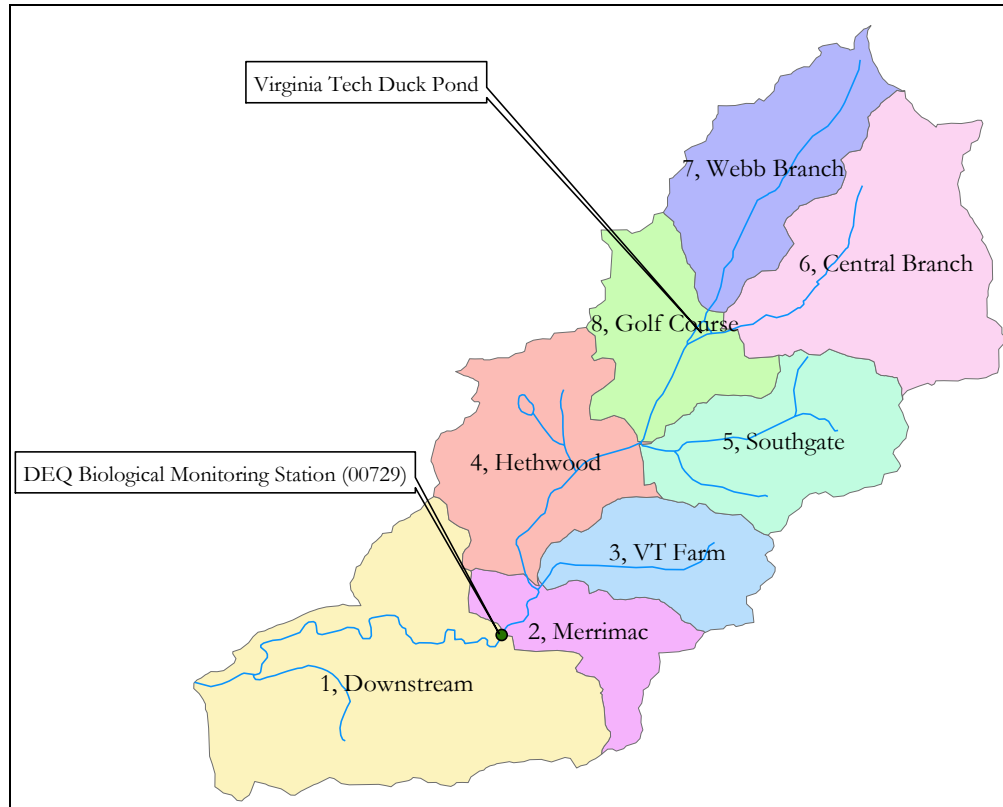 Virginia Tech Duck Pond
7, Webb Branch
6, Central Branch
8, Golf Course
5, Southgate
4, Hethwood
DEQ Biological Monitoring Station (00729)
3, VT Farm
2, Merrimac
1, Downstream